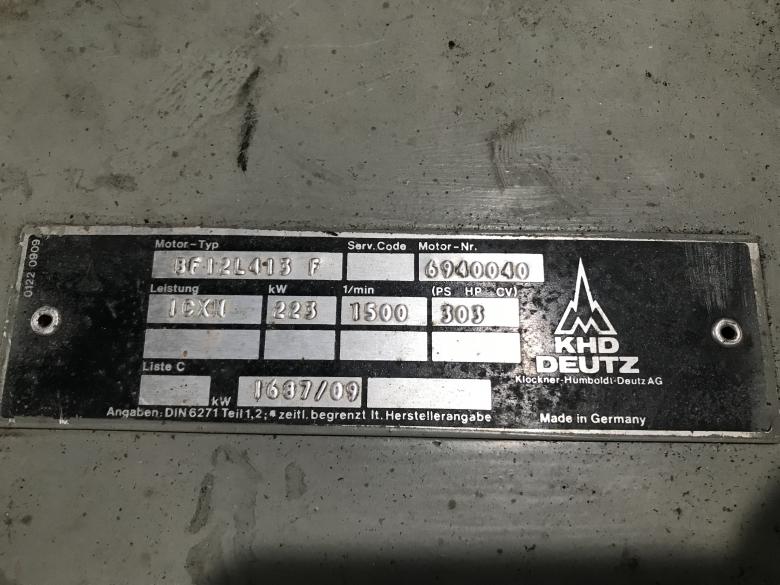 0122 0909
Motor-Typ Serv. Code Motor-Nr.
BF12L413 F 6940040
Leistung kW 1/min (PS HP CV)
ICXN 223 1500 303
Liste C
kW 1637/09
Angaben: DIN 6271 Teil 1,2; * zeitl. begrenzt lt. Herstellerangabe
KHD
DEUTZ
Klöckner-Humboldt-Deutz AG
Made in Germany